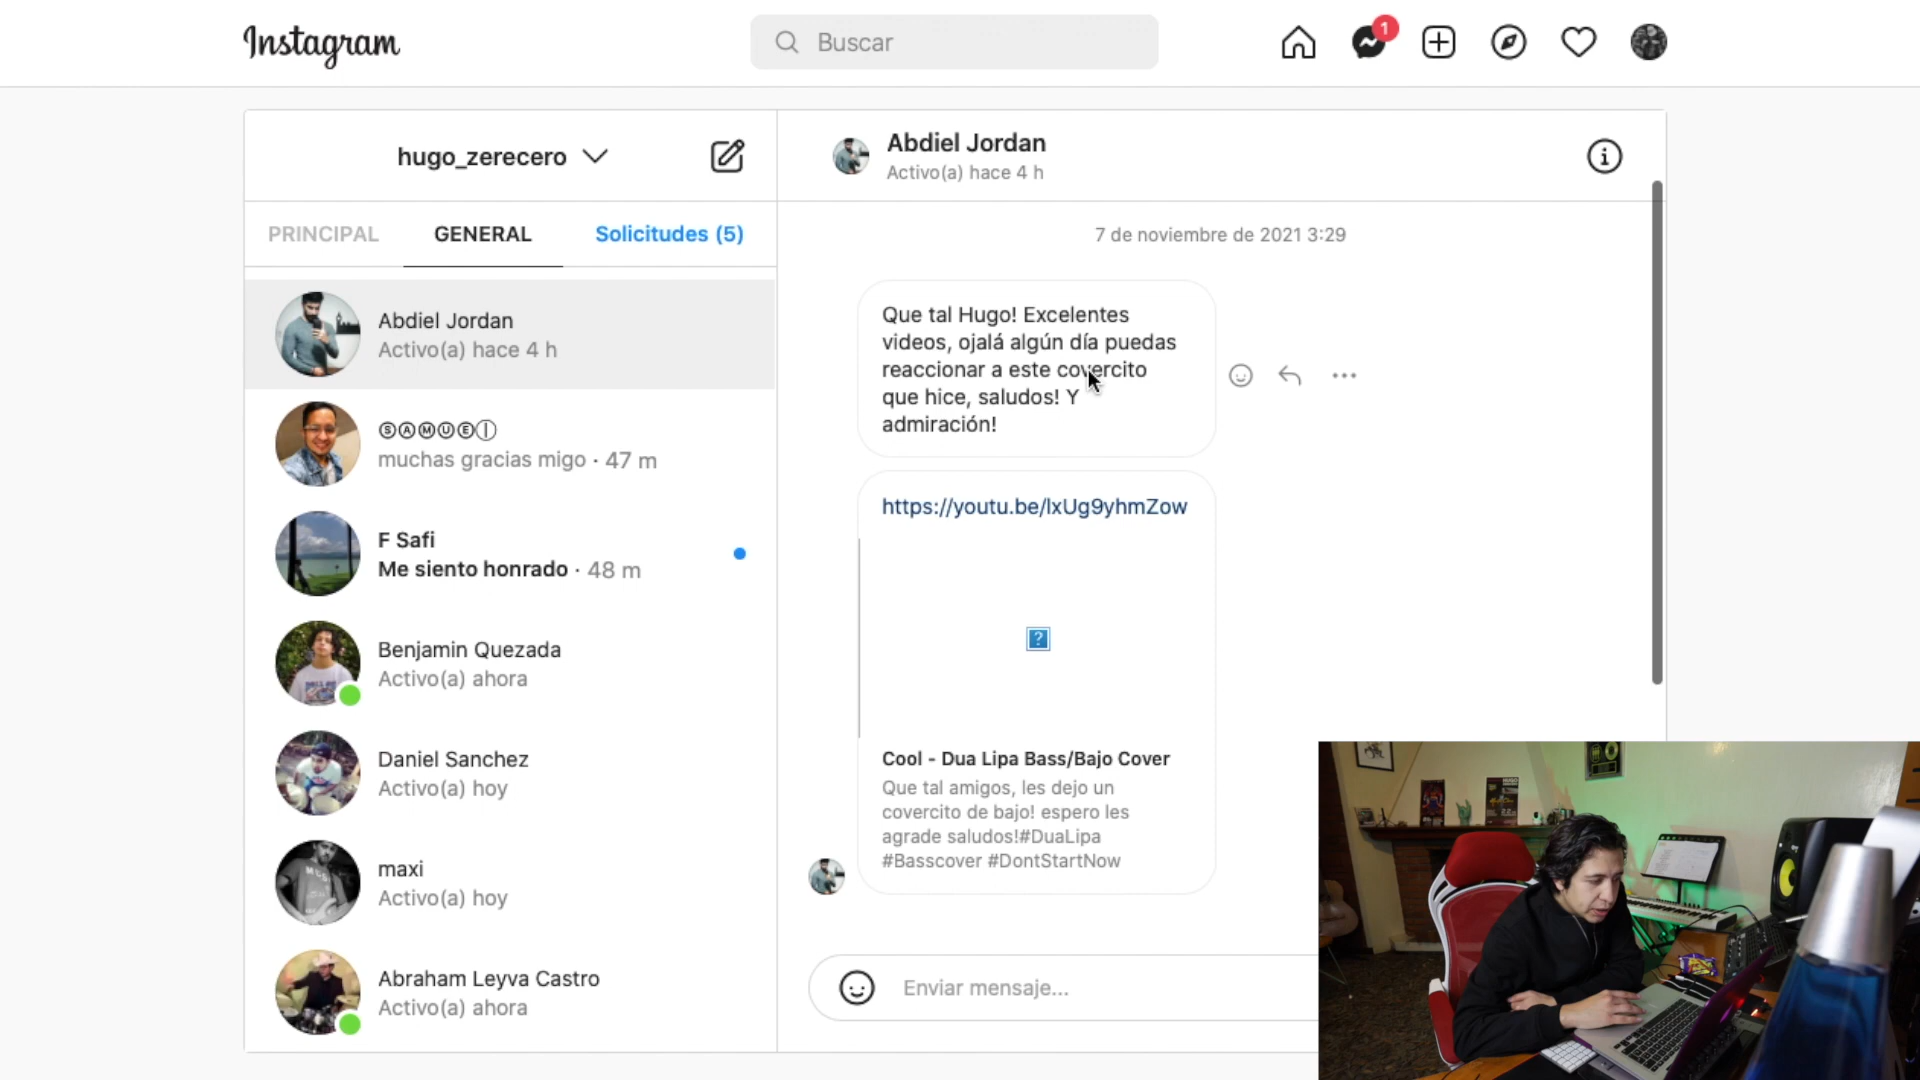 Instagram
Buscar
1
hugo_zerecero
PRINCIPAL
GENERAL
Solicitudes (5)
Abdiel Jordan
Activo(a) hace 4 h
ⓈⒶⓂⓊⒺ
muchas gracias migo · 47 m
F Safi
Me siento honrado · 48 m
Benjamin Quezada
Activo(a) ahora
Daniel Sanchez
Activo(a) hoy
maxi
Activo(a) hoy
Abraham Leyva Castro
Activo(a) ahora
Abdiel Jordan
Activo(a) hace 4 h
7 de noviembre de 2021 3:29
Que tal Hugo! Excelentes
videos, ojalá algún día puedas
reaccionar a este covercito
que hice, saludos! Y
admiración!
https://youtu.be/lxUg9yhmZow
?
Cool - Dua Lipa Bass/Bajo Cover
Que tal amigos, les dejo un
covercito de bajo! espero les
agrade saludos!#DuaLipa
#Basscover #DontStartNow
Enviar mensaje...